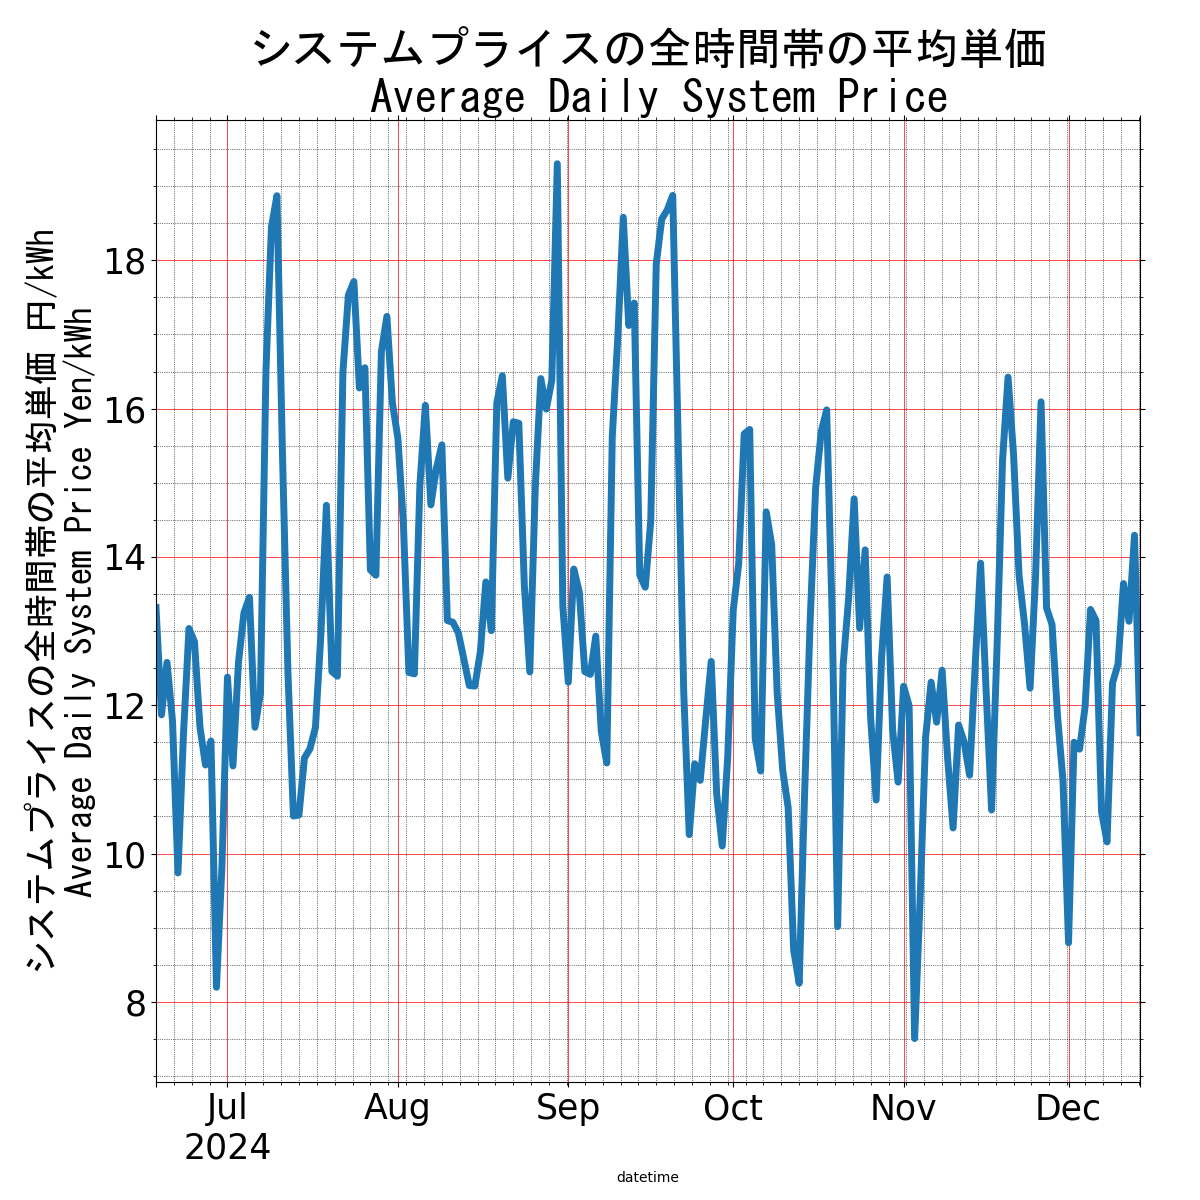 システムプライスの全時間帯の平均単価
Average Daily System Price
システムプライスの全時間帯の平均単価 円/kWh
Average Daily System Price Yen/kWh
18
16
14
12
10
8
Jul
2024
Aug
Sep
Oct
Nov
Dec
datetime